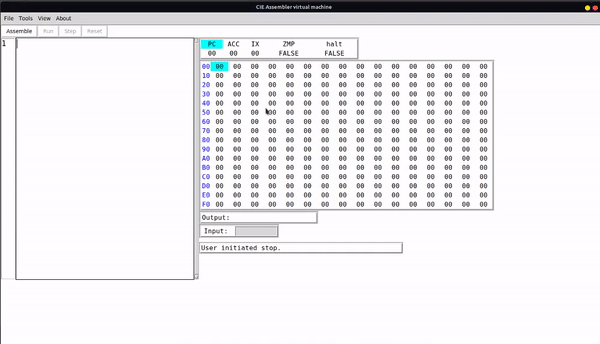 CIE Assembler virtual machine
File Tools View About
Assemble Run Step Reset
1
PC ACC IX ZMP halt
00 00 00 FALSE FALSE
00 00 00 00 00 00 00 00 00 00 00 00 00 00 00 00 00
10 00 00 00 00 00 00 00 00 00 00 00 00 00 00 00 00
20 00 00 00 00 00 00 00 00 00 00 00 00 00 00 00 00
30 00 00 00 00 00 00 00 00 00 00 00 00 00 00 00 00
40 00 00 00 00 00 00 00 00 00 00 00 00 00 00 00 00
50 00 00 00 00 00 00 00 00 00 00 00 00 00 00 00 00
60 00 00 00 00 00 00 00 00 00 00 00 00 00 00 00 00
70 00 00 00 00 00 00 00 00 00 00 00 00 00 00 00 00
80 00 00 00 00 00 00 00 00 00 00 00 00 00 00 00 00
90 00 00 00 00 00 00 00 00 00 00 00 00 00 00 00 00
A0 00 00 00 00 00 00 00 00 00 00 00 00 00 00 00 00
B0 00 00 00 00 00 00 00 00 00 00 00 00 00 00 00 00
C0 00 00 00 00 00 00 00 00 00 00 00 00 00 00 00 00
D0 00 00 00 00 00 00 00 00 00 00 00 00 00 00 00 00
E0 00 00 00 00 00 00 00 00 00 00 00 00 00 00 00 00
F0 00 00 00 00 00 00 00 00 00 00 00 00 00 00 00 00
Output:
Input:
User initiated stop.